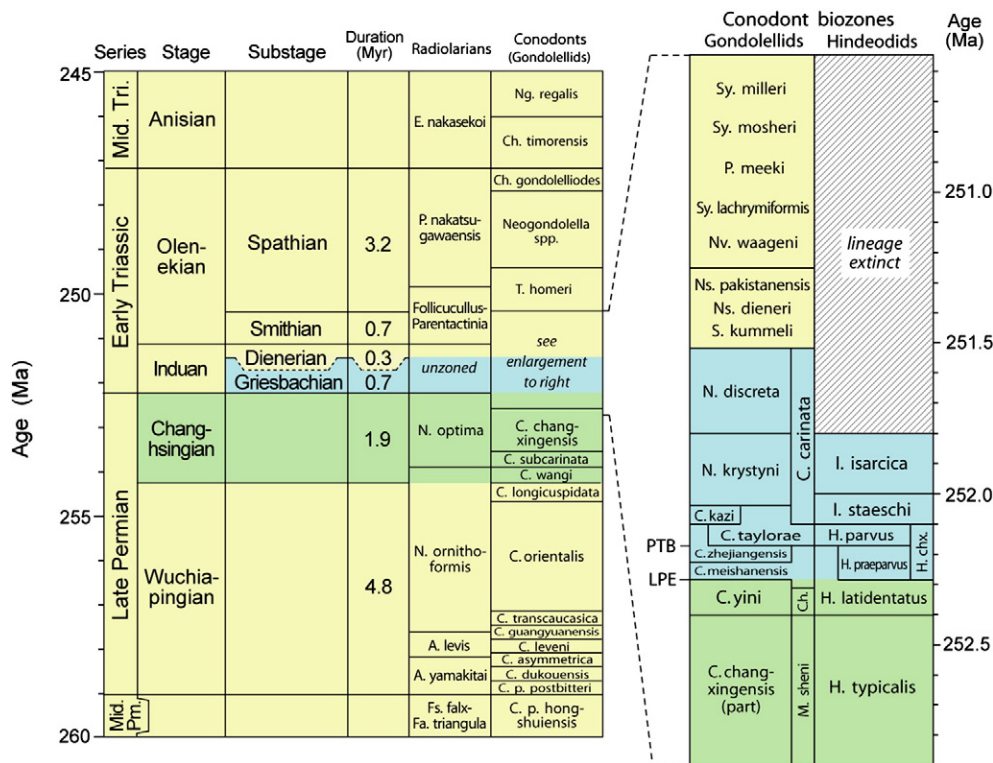 Series
Stage
Substage
Duration
(Myr)
Radiolarians
Conodonts
(Gondolellids)
Age (Ma)
245
250
255
260
Mid. Tri.
Early Triassic
Late Permian
Mid.
Pm.
Anisian
Olen-
ekian
Induan
Chang-
hsingian
Wuchia-
pingian
Spathian
Smithian
Dienerian
Griesbachian
3.2
0.7
0.3
0.7
1.9
4.8
E. nakasekoi
P. nakatsu-
gawaensis
Follicucullus-
Parentactinia
unzoned
N. optima
N. ornitho-
formis
A. levis
A. yamakitai
Fs. falx-
Fa. triangula
Ng. regalis
Ch. timorensis
Ch. gondolelliodes
Neogondolella
spp.
T. homeri
see
enlargement
to right
C. chang-
xingensis
C. subcarinata
C. wangi
C. longicuspidata
C. orientalis
C. transcaucasica
C. guangyuanensis
C. leveni
C. asymmetrica
C. dukouensis
C. p. postbitteri
C. p. hong-
shuiensis
Conodont biozones
Gondolellids
Hindeodids
Age
(Ma)
Sy. milleri
Sy. mosheri
P. meeki
Sy. lachrymiformis
Nv. waageni
Ns. pakistanensis
Ns. dieneri
S. kummeli
N. discreta
N. krystyni
C. carinata
C. kazi
C. taylorae
C. zhejiangensis
C. meishanensis
C. yini
C.h.
C. chang-
xingensis
(part)
M. sheni
lineage
extinct
I. isarcica
I. staeschi
H. parvus
H. chx.
H. praeparvus
H. latidentatus
H. typicalis
PTB
LPE
251.0
251.5
252.0
252.5